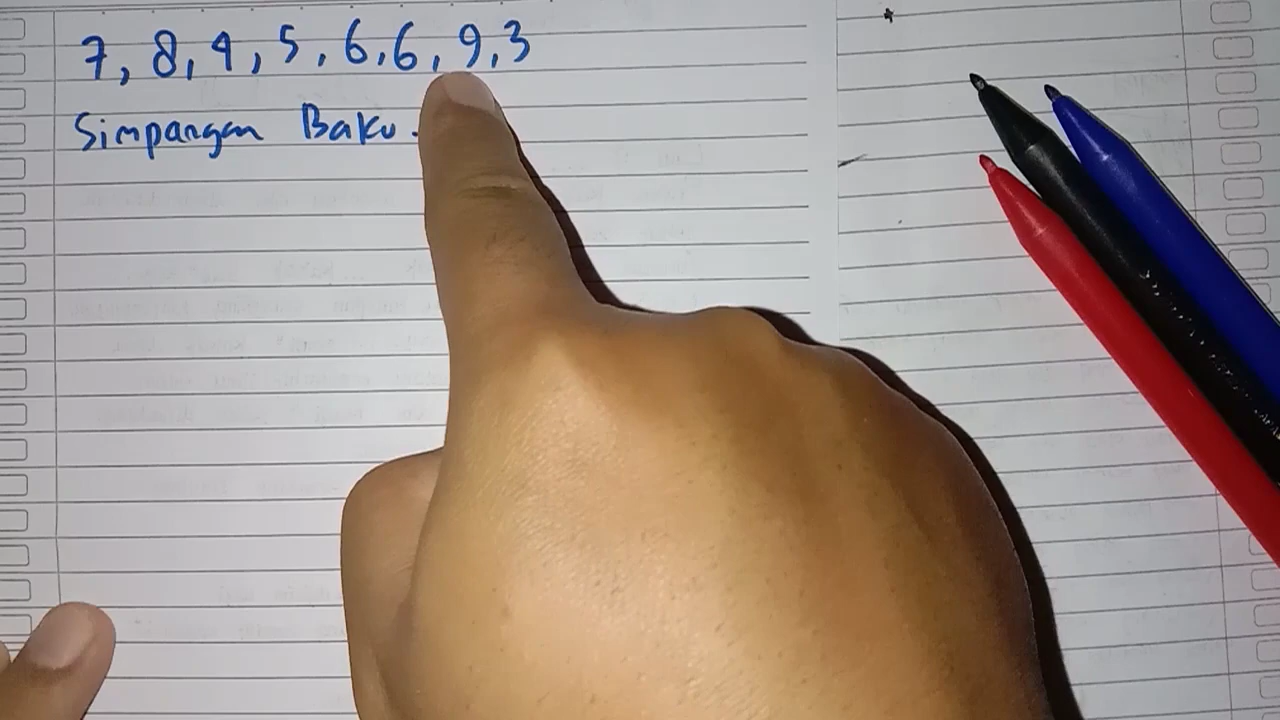 7, 8, 4, 5, 6, 6, 9, 3
Simpangan Baku.